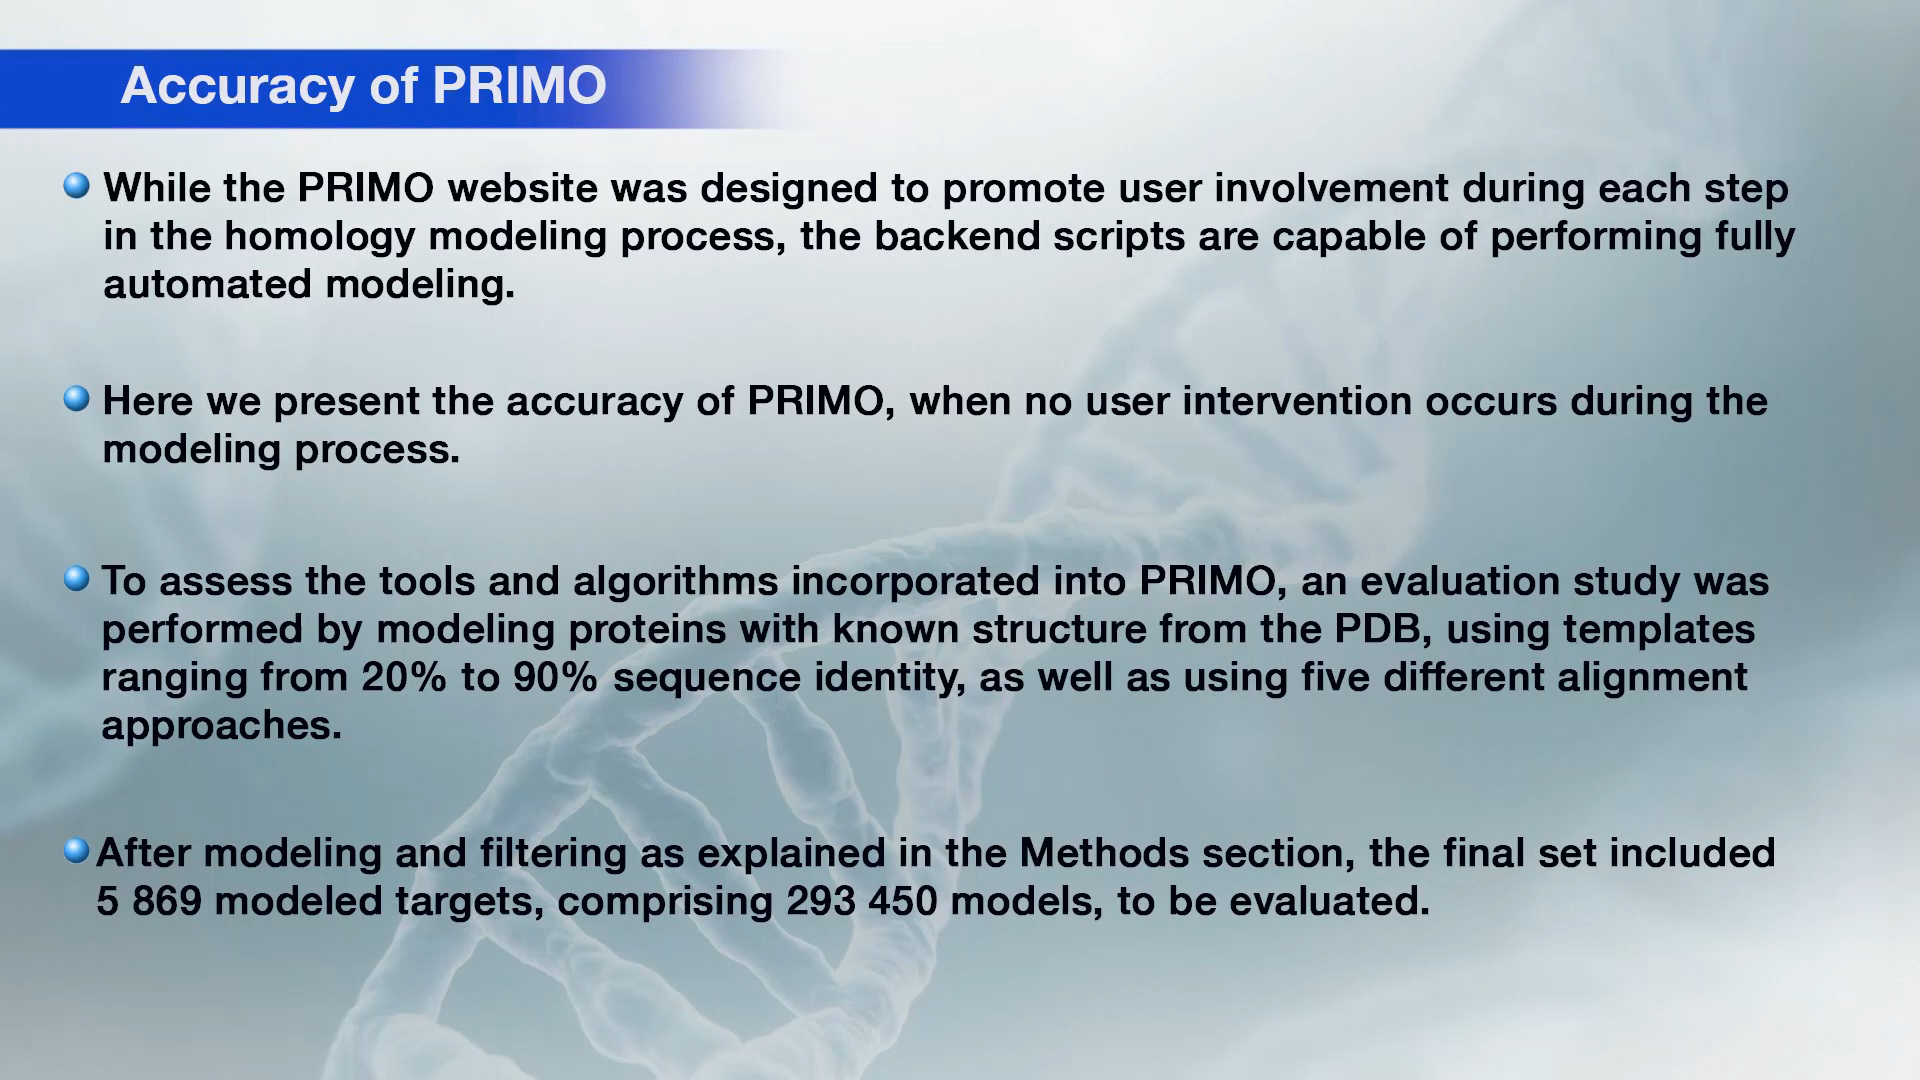 Accuracy of PRIMO
While the PRIMO website was designed to promote user involvement during each step
in the homology modeling process, the backend scripts are capable of performing fully
automated modeling.
Here we present the accuracy of PRIMO, when no user intervention occurs during the
modeling process.
To assess the tools and algorithms incorporated into PRIMO, an evaluation study was
performed by modeling proteins with known structure from the PDB, using templates
ranging from 20% to 90% sequence identity, as well as using five different alignment
approaches.
After modeling and filtering as explained in the Methods section, the final set included
5 869 modeled targets, comprising 293 450 models, to be evaluated.